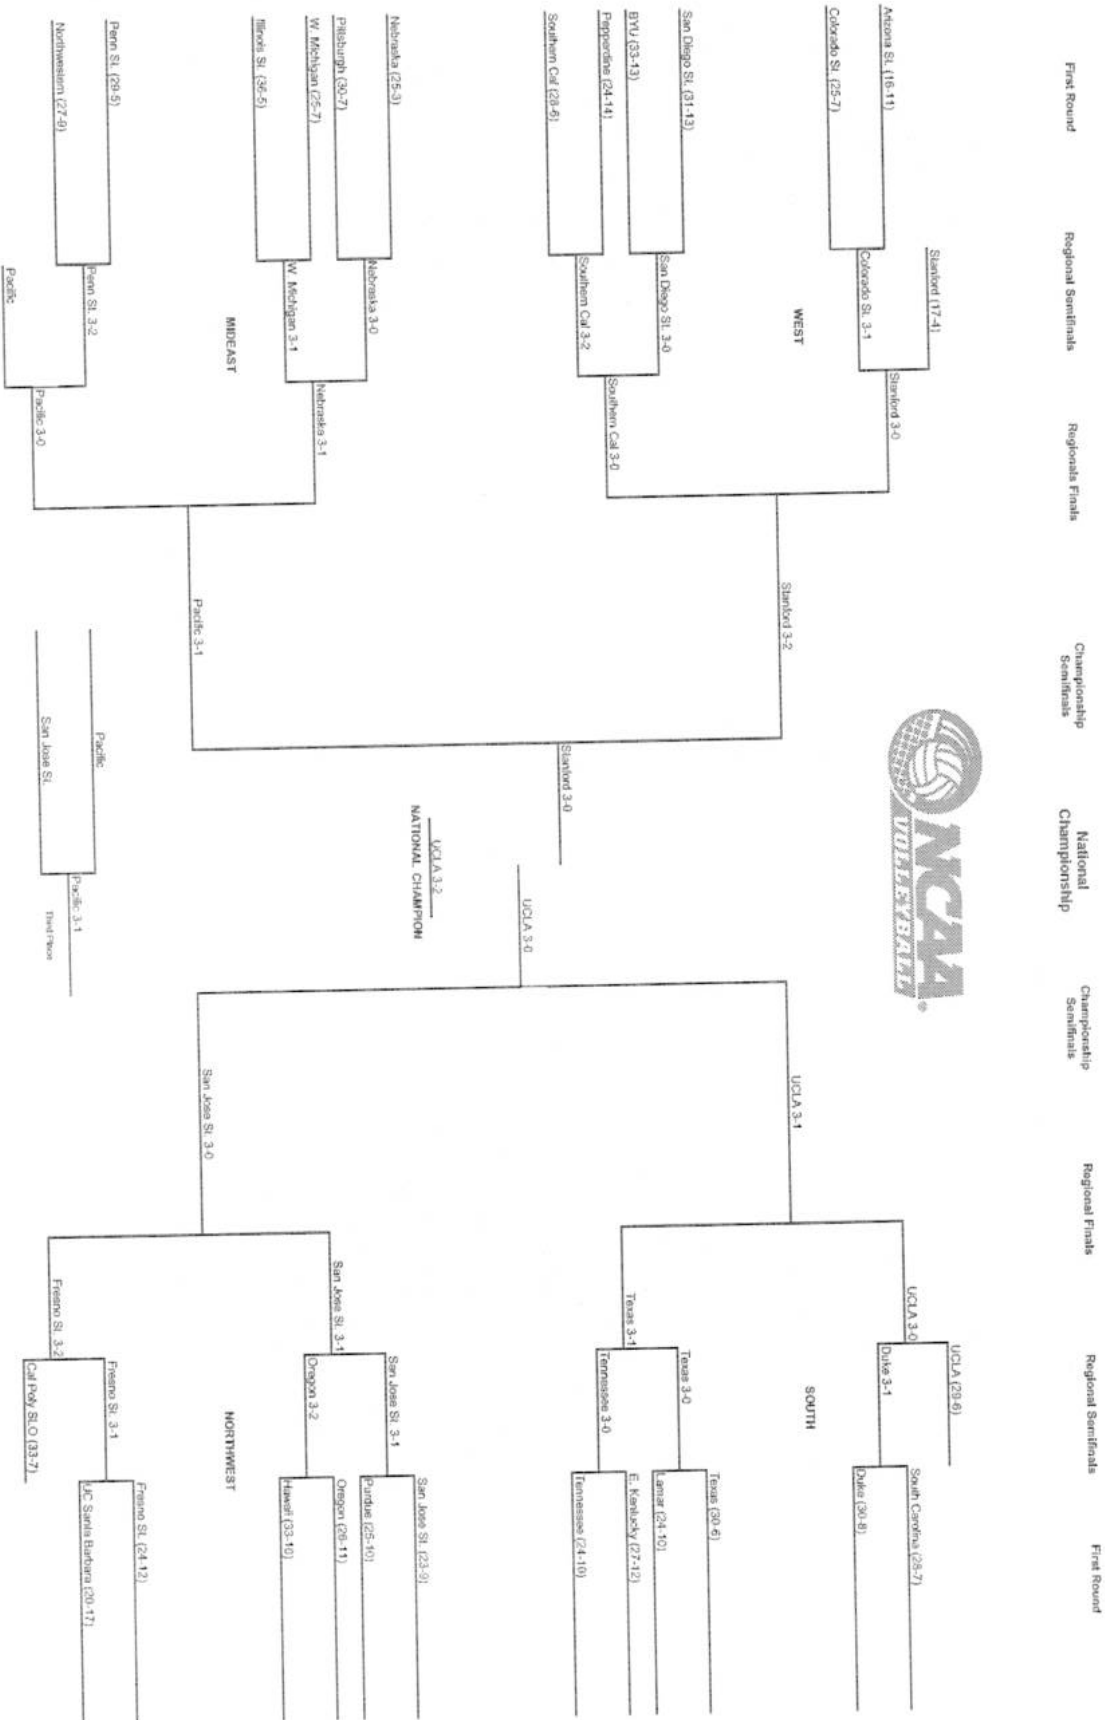 First Round
Regional Semifinals
Regionals Finals
Championship
Semifinals
National
Championship
Championship
Semifinals
Regional Finals
Regional Semifinals
First Round
NCAA
VOLLEYBALL
®
Stanford (17-4)
Arizona St. (16-11)
Colorado St. (25-7)
Colorado St. 3-1
Stanford 3-0
WEST
San Diego St. (31-13)
BYU (33-13)
San Diego St. 3-0
Pepperdine (24-14)
Southern Cal (28-6)
Southern Cal 3-2
Southern Cal 3-0
Stanford 3-2
Nebraska (25-3)
Pittsburgh (30-7)
Nebraska 3-0
W. Michigan (25-7)
Illinois St. (36-5)
W. Michigan 3-1
Nebraska 3-1
MIDEAST
Penn St. (29-5)
Northwestern (27-9)
Penn St. 3-2
Pacific
Pacific 3-0
Pacific 3-1
Stanford 3-0
UCLA 3-2
NATIONAL CHAMPION
UCLA 3-0
Pacific
San Jose St.
Pacific 3-1
Third Place
UCLA 3-1
UCLA 3-0
UCLA (29-6)
Duke 3-1
South Carolina (28-7)
Duke (30-8)
SOUTH
Texas 3-1
Texas 3-0
Texas (30-6)
Lamar (24-10)
Tennessee 3-0
E. Kentucky (27-12)
Tennessee (24-10)
San Jose St. 3-0
San Jose St. 3-1
San Jose St. 3-1
San Jose St. (23-9)
Purdue (25-10)
Oregon 3-2
Oregon (26-11)
Hawaii (33-10)
NORTHWEST
Fresno St. 3-2
Fresno St. 3-1
Fresno St. (24-12)
UC Santa Barbara (20-17)
Cal Poly SLO (33-7)